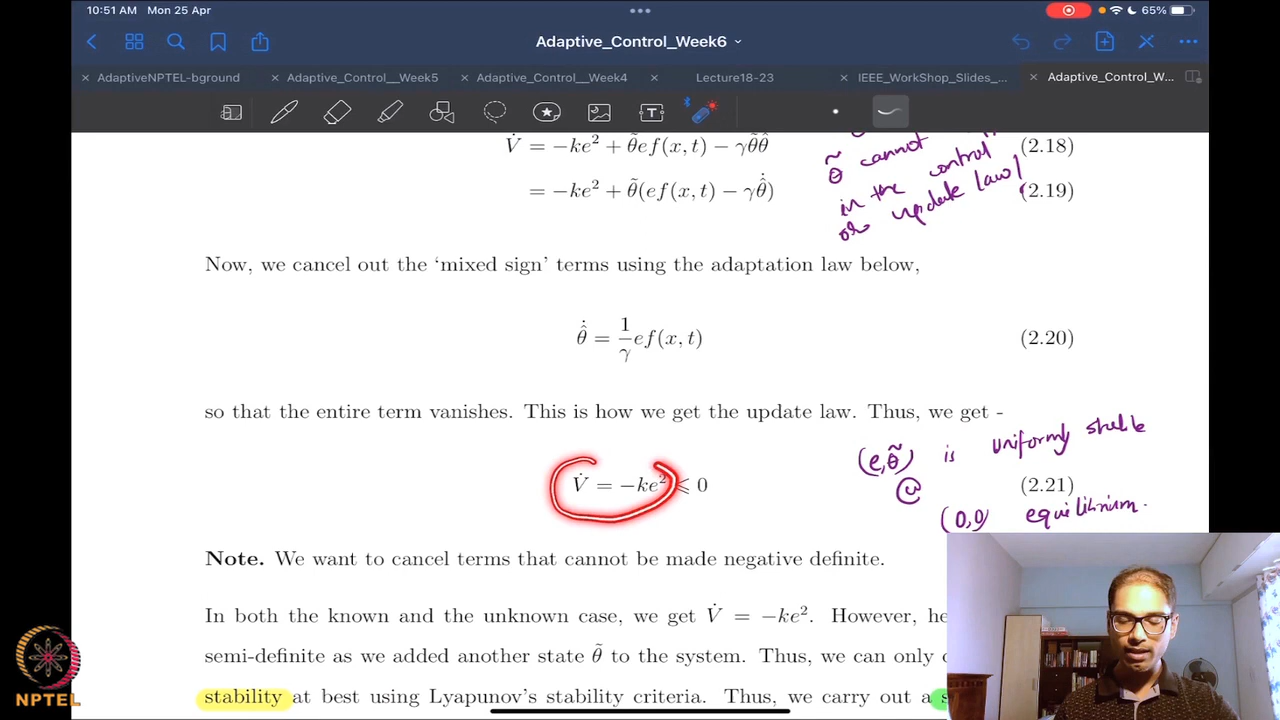 10:51 AM Mon 25 Apr
65%
Adaptive_Control_Week6
AdaptiveNPTEL-bground
Adaptive_Control__Week5
Adaptive_Control__Week4
Lecture18-23
IEEE_WorkShop_Slides_...
Adaptive_Control_W...
V̇ = −ke² + θ̃ef(x, t) − γθ̃θ̂̇ (2.18)
= −ke² + θ̃(ef(x, t) − γθ̂̇) (2.19)
θ̃ cannot
in the control
or update law!
Now, we cancel out the ‘mixed sign’ terms using the adaptation law below,
θ̂̇ = 1/γ ef(x, t) (2.20)
so that the entire term vanishes. This is how we get the update law. Thus, we get -
(e, θ̃) is uniformly stable
V̇ = −ke² ⩽ 0 (2.21)
@
(0,0) equilibrium.
Note. We want to cancel terms that cannot be made negative definite.
In both the known and the unknown case, we get V̇ = −ke². However, he
semi-definite as we added another state θ̃ to the system. Thus, we can only
stability at best using Lyapunov’s stability criteria. Thus, we carry out a
NPTEL